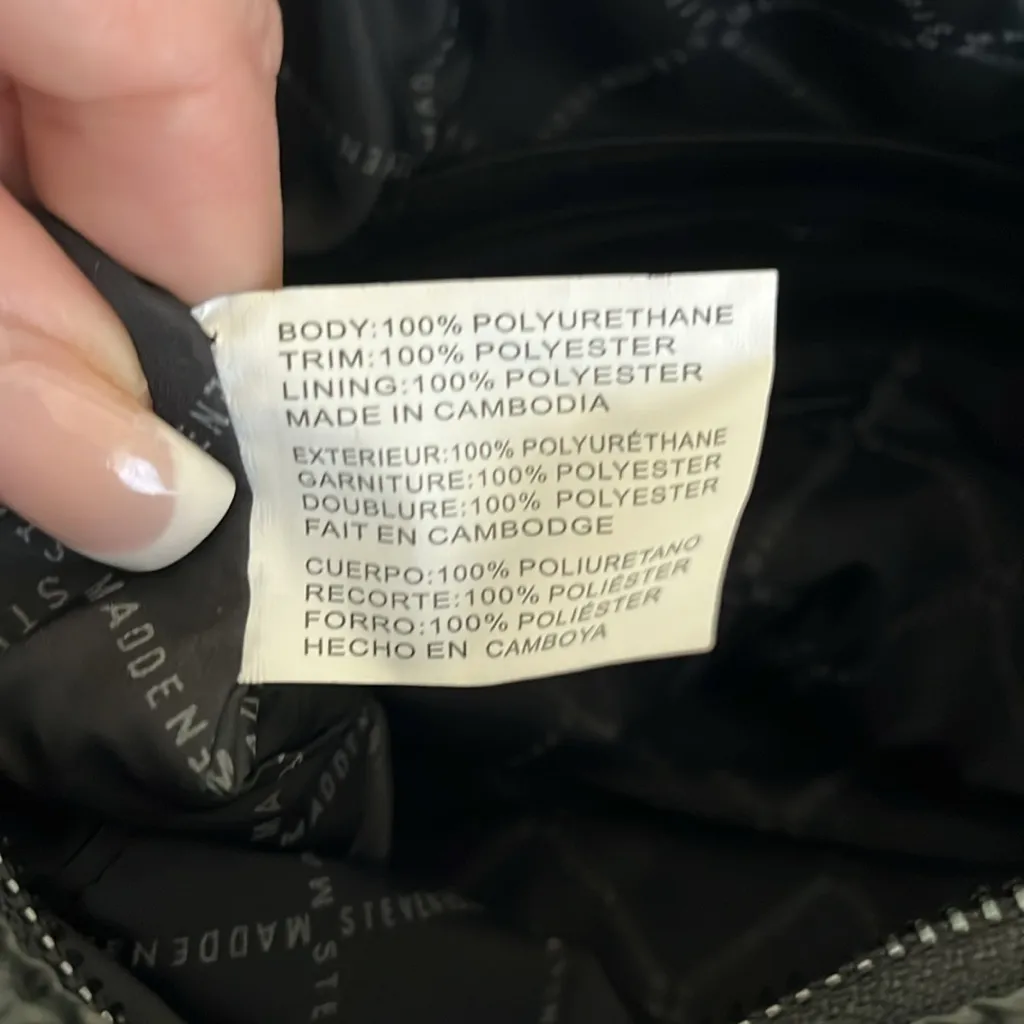 BODY:100% POLYURETHANE
TRIM:100% POLYESTER
LINING:100% POLYESTER
MADE IN CAMBODIA
EXTERIEUR:100% POLYURÉTHANE
GARNITURE:100% POLYESTER
DOUBLURE:100% POLYESTER
FAIT EN CAMBODGE
CUERPO:100% POLIURETANO
RECORTE:100% POLIÉSTER
FORRO:100% POLIÉSTER
HECHO EN CAMBOYA
MADDEN
MADDEN